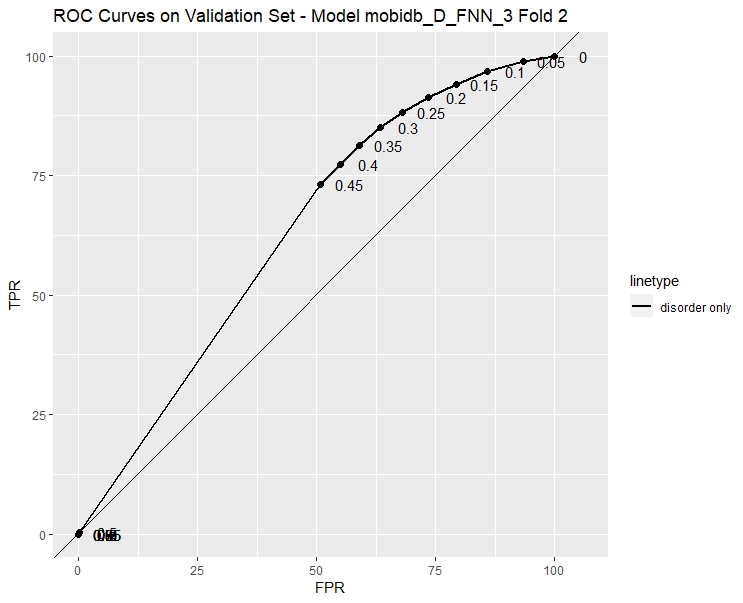 ROC Curves on Validation Set - Model mobidb_D_FNN_3 Fold 2
100
75
50
25
0
TPR
0
0.05
0.1
0.15
0.2
0.25
0.3
0.35
0.4
0.45
0 25 50 75 100
FPR
linetype
disorder only